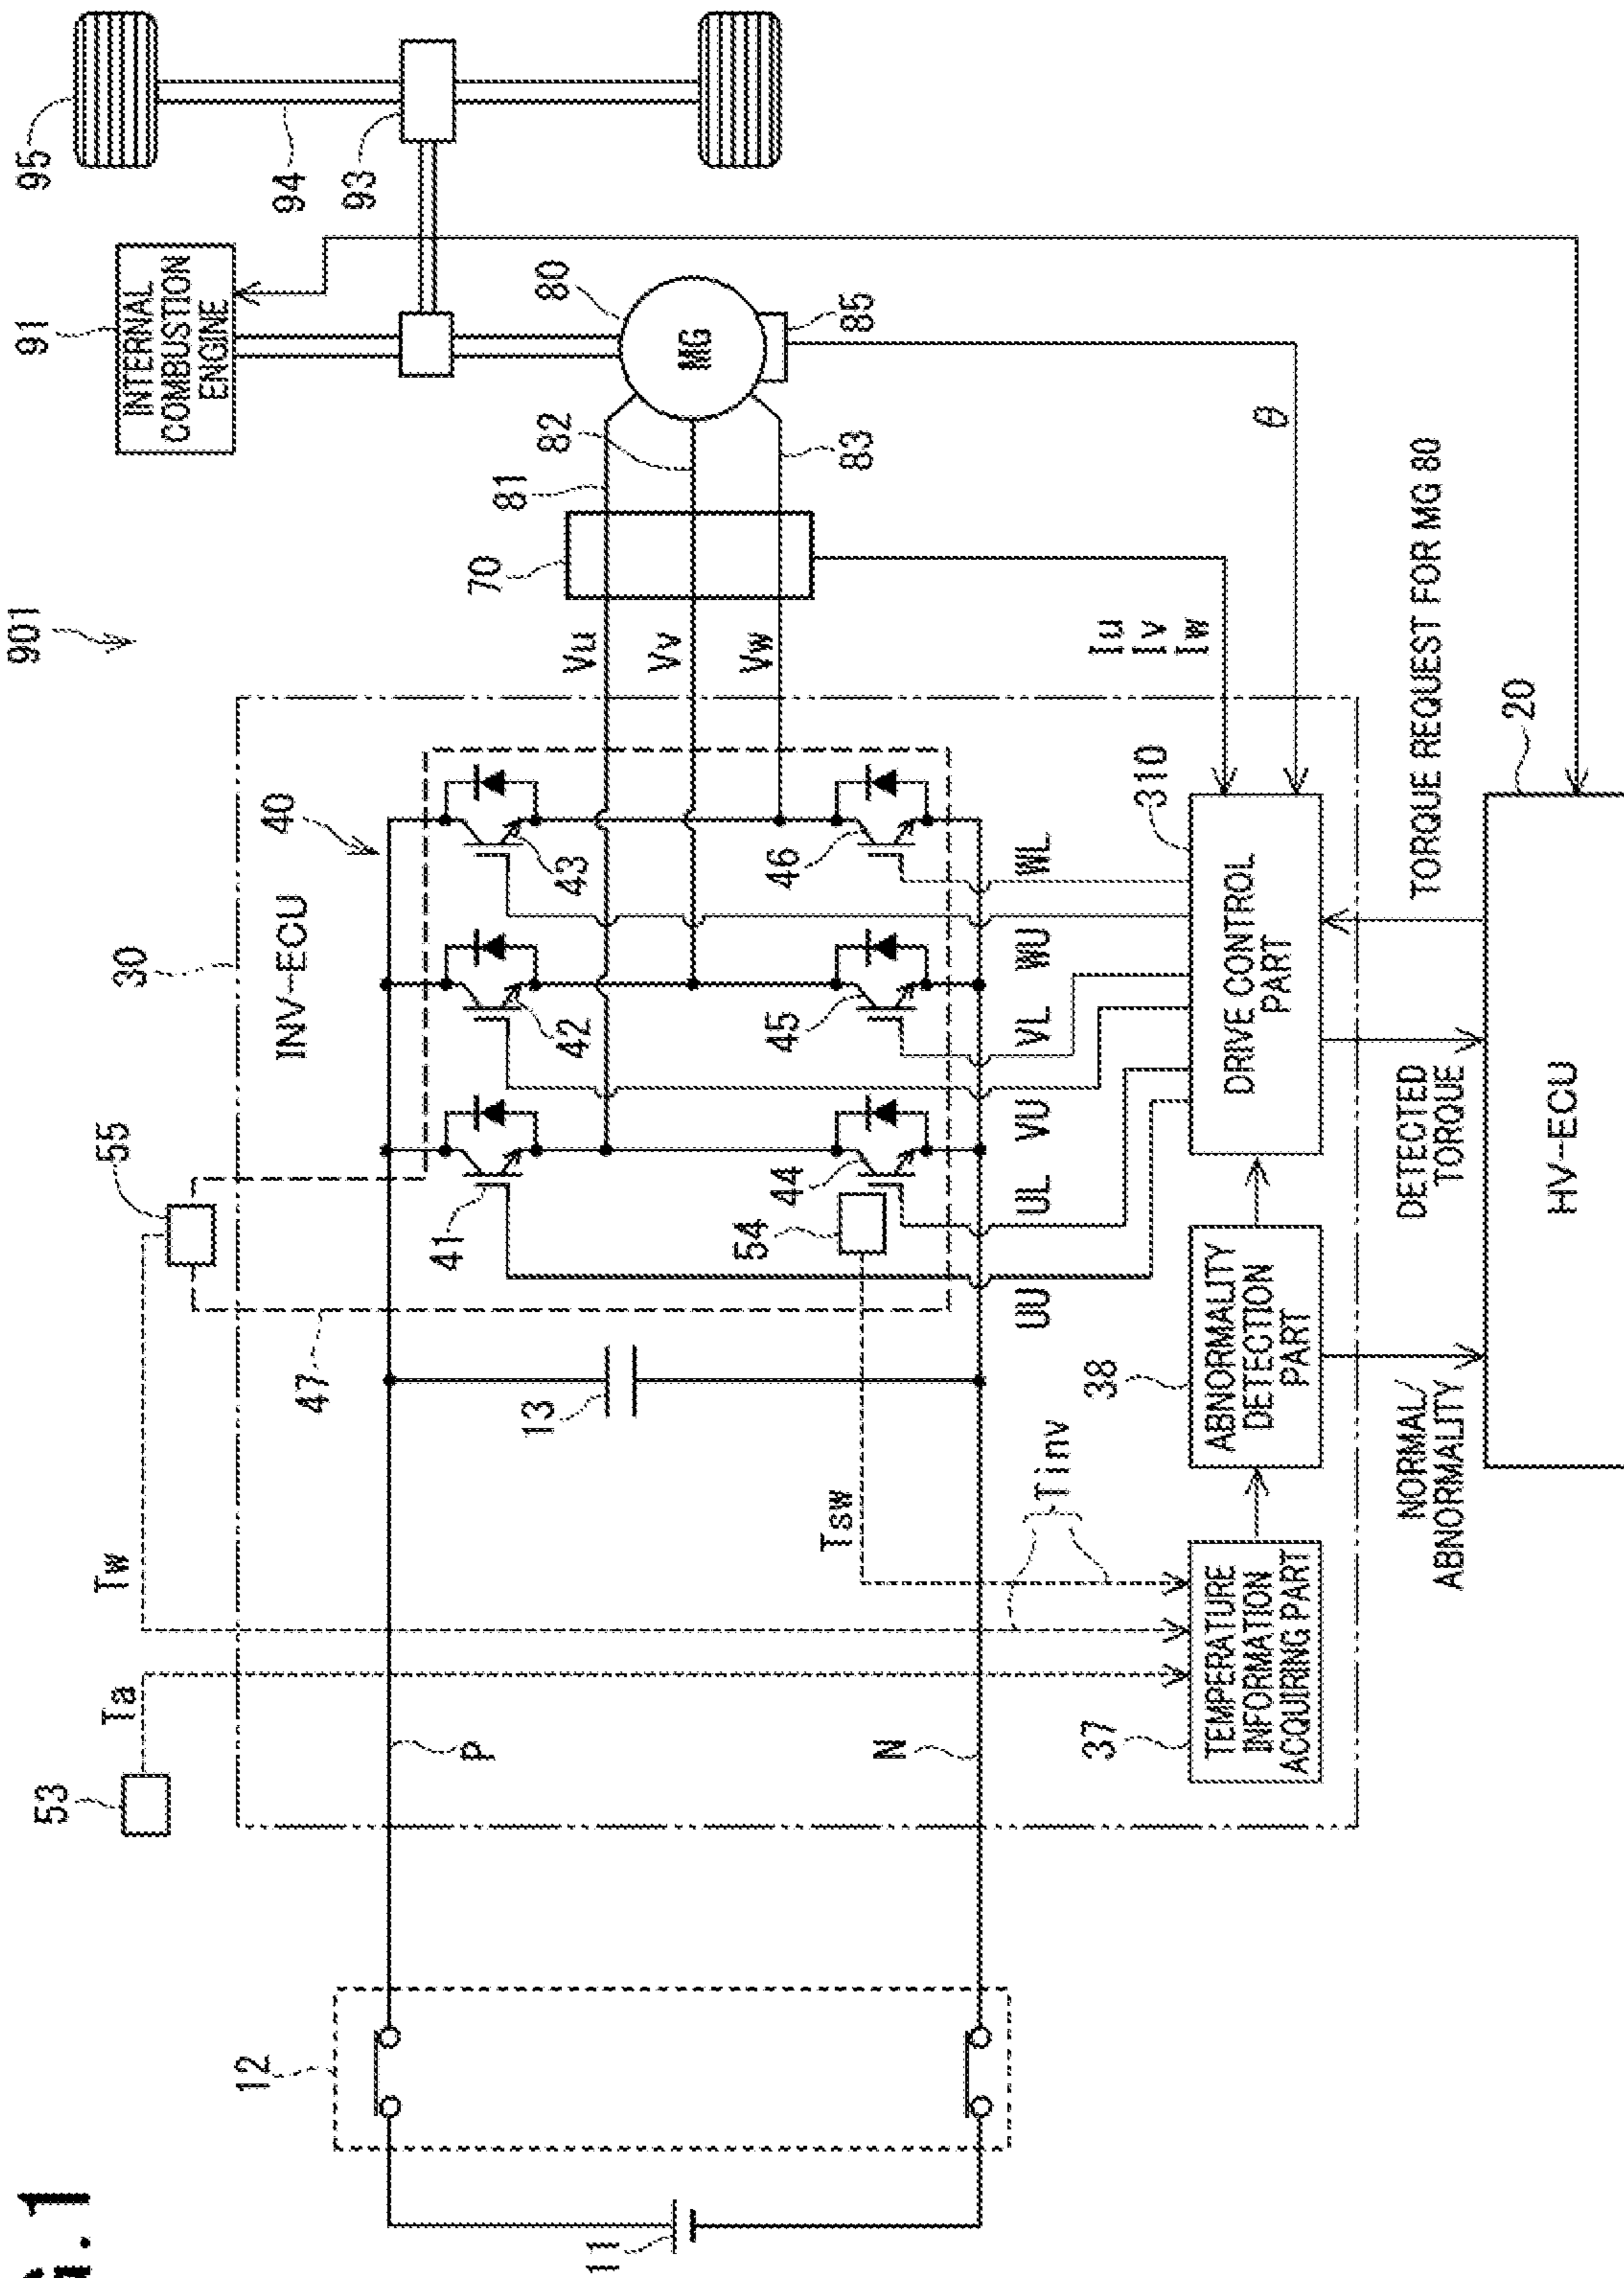 G. 1
901
91
INTERNAL
COMBUSTION
ENGINE
95
94
93
80
MG
85
82
81
83
70
Vu
Vv
Vw
Iu
Iv
Iw
θ
30
INV-ECU
40
43
42
41
46
45
44
54
55
47
13
UU
UL
VU
VL
WU
WL
310
DRIVE CONTROL
PART
38
ABNORMALITY
DETECTION
PART
37
TEMPERATURE
INFORMATION
ACQUIRING PART
Tw
Ta
Tsw
Tinv
53
P
N
12
11
TORQUE REQUEST FOR MG 80
DETECTED
TORQUE
NORMAL/
ABNORMALITY
20
HV-ECU